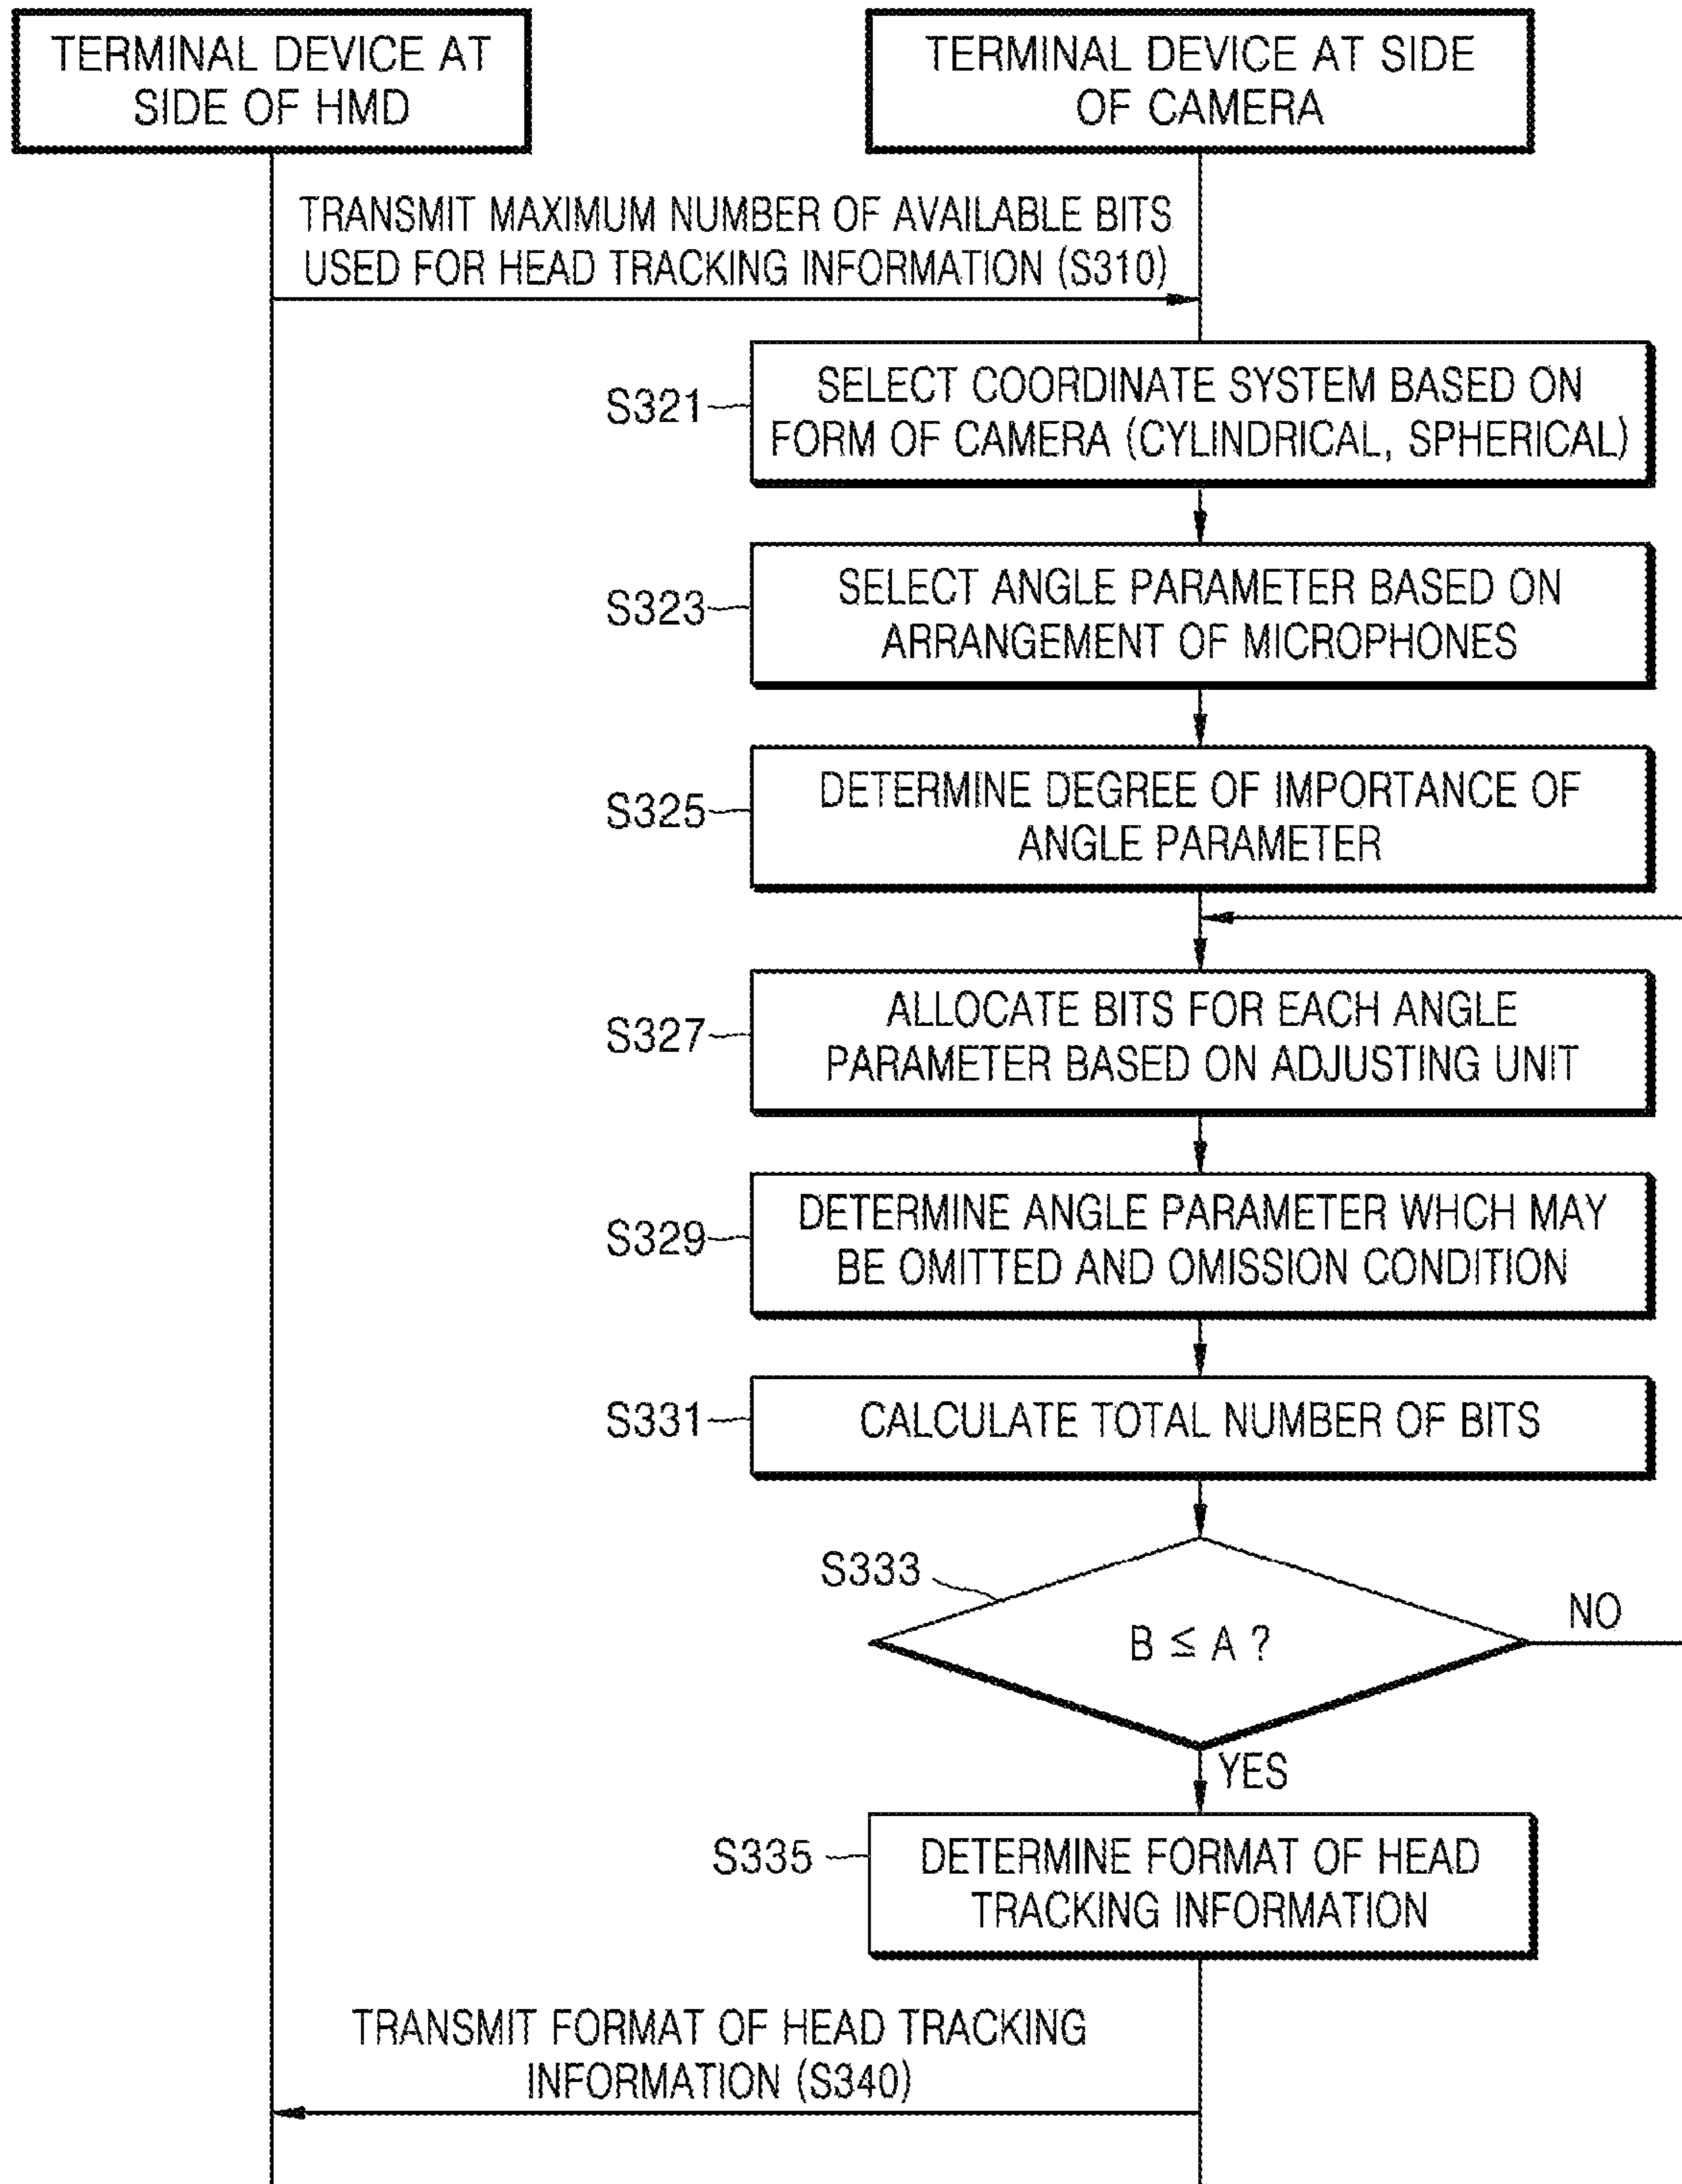 TERMINAL DEVICE AT
SIDE OF HMD
TERMINAL DEVICE AT SIDE
OF CAMERA
TRANSMIT MAXIMUM NUMBER OF AVAILABLE BITS
USED FOR HEAD TRACKING INFORMATION (S310)
S321
SELECT COORDINATE SYSTEM BASED ON
FORM OF CAMERA (CYLINDRICAL, SPHERICAL)
S323
SELECT ANGLE PARAMETER BASED ON
ARRANGEMENT OF MICROPHONES
S325
DETERMINE DEGREE OF IMPORTANCE OF
ANGLE PARAMETER
S327
ALLOCATE BITS FOR EACH ANGLE
PARAMETER BASED ON ADJUSTING UNIT
S329
DETERMINE ANGLE PARAMETER WHCH MAY
BE OMITTED AND OMISSION CONDITION
S331
CALCULATE TOTAL NUMBER OF BITS
S333
B ≤ A ?
NO
YES
S335
DETERMINE FORMAT OF HEAD
TRACKING INFORMATION
TRANSMIT FORMAT OF HEAD TRACKING
INFORMATION (S340)